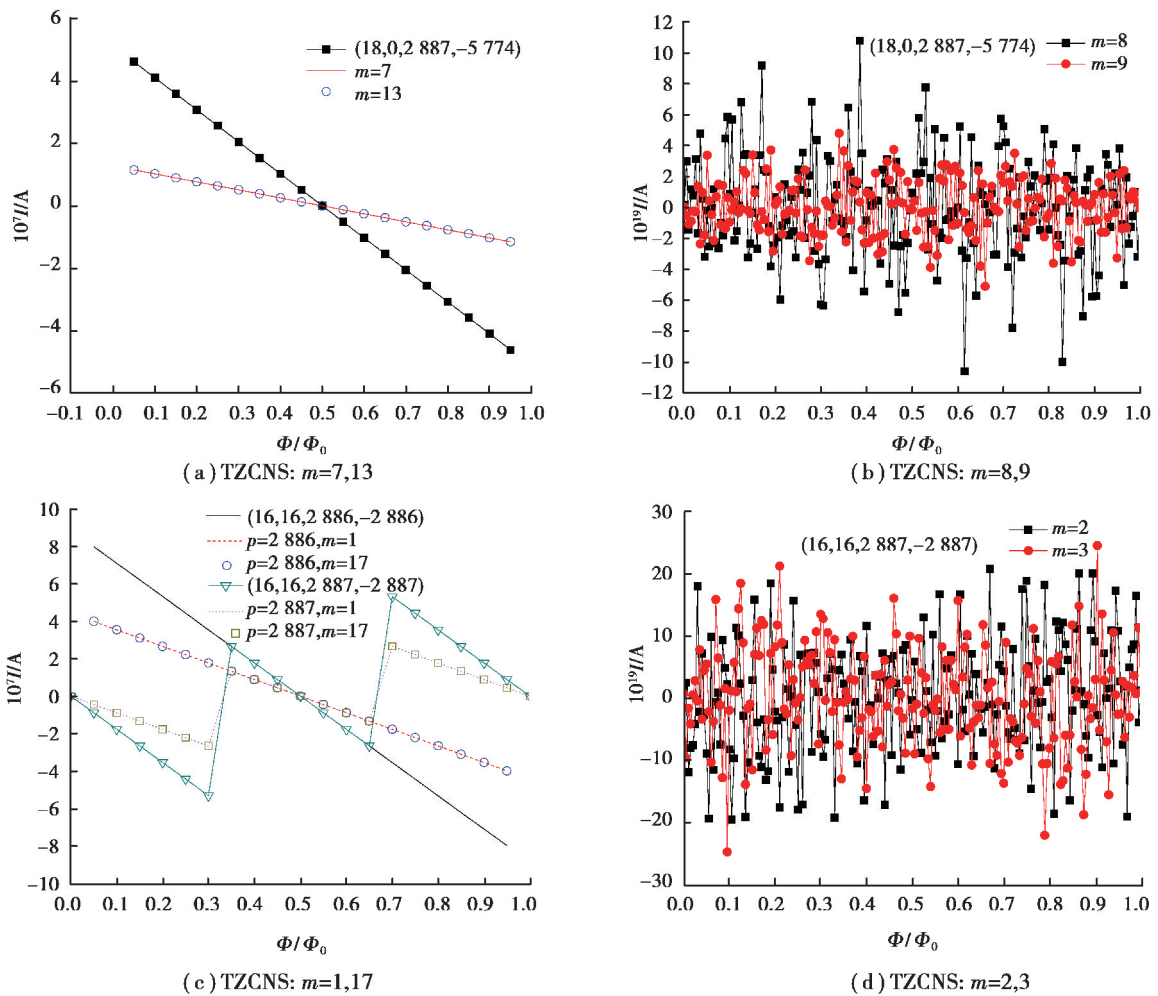 6
4
2
0
−2
−4
−6
10⁷I/A
(18,0,2 887,−5 774)
m=7
m=13
−0.1 0.0 0.1 0.2 0.3 0.4 0.5 0.6 0.7 0.8 0.9 1.0
Φ/Φ₀
(a) TZCNS: m=7,13
12
10
8
6
4
2
0
−2
−4
−6
−8
−10
−12
10¹⁹I/A
(18,0,2 887,−5 774)
m=8
m=9
0.0 0.1 0.2 0.3 0.4 0.5 0.6 0.7 0.8 0.9 1.0
Φ/Φ₀
(b) TZCNS: m=8,9
10
8
6
4
2
0
−2
−4
−6
−8
−10
10⁷I/A
(16,16,2 886,−2 886)
p=2 886,m=1
p=2 886,m=17
(16,16,2 887,−2 887)
p=2 887,m=1
p=2 887,m=17
0.0 0.1 0.2 0.3 0.4 0.5 0.6 0.7 0.8 0.9 1.0
Φ/Φ₀
(c) TZCNS: m=1,17
30
20
10
0
−10
−20
−30
10¹⁹I/A
(16,16,2 887,−2 887)
m=2
m=3
0.0 0.1 0.2 0.3 0.4 0.5 0.6 0.7 0.8 0.9 1.0
Φ/Φ₀
(d) TZCNS: m=2,3